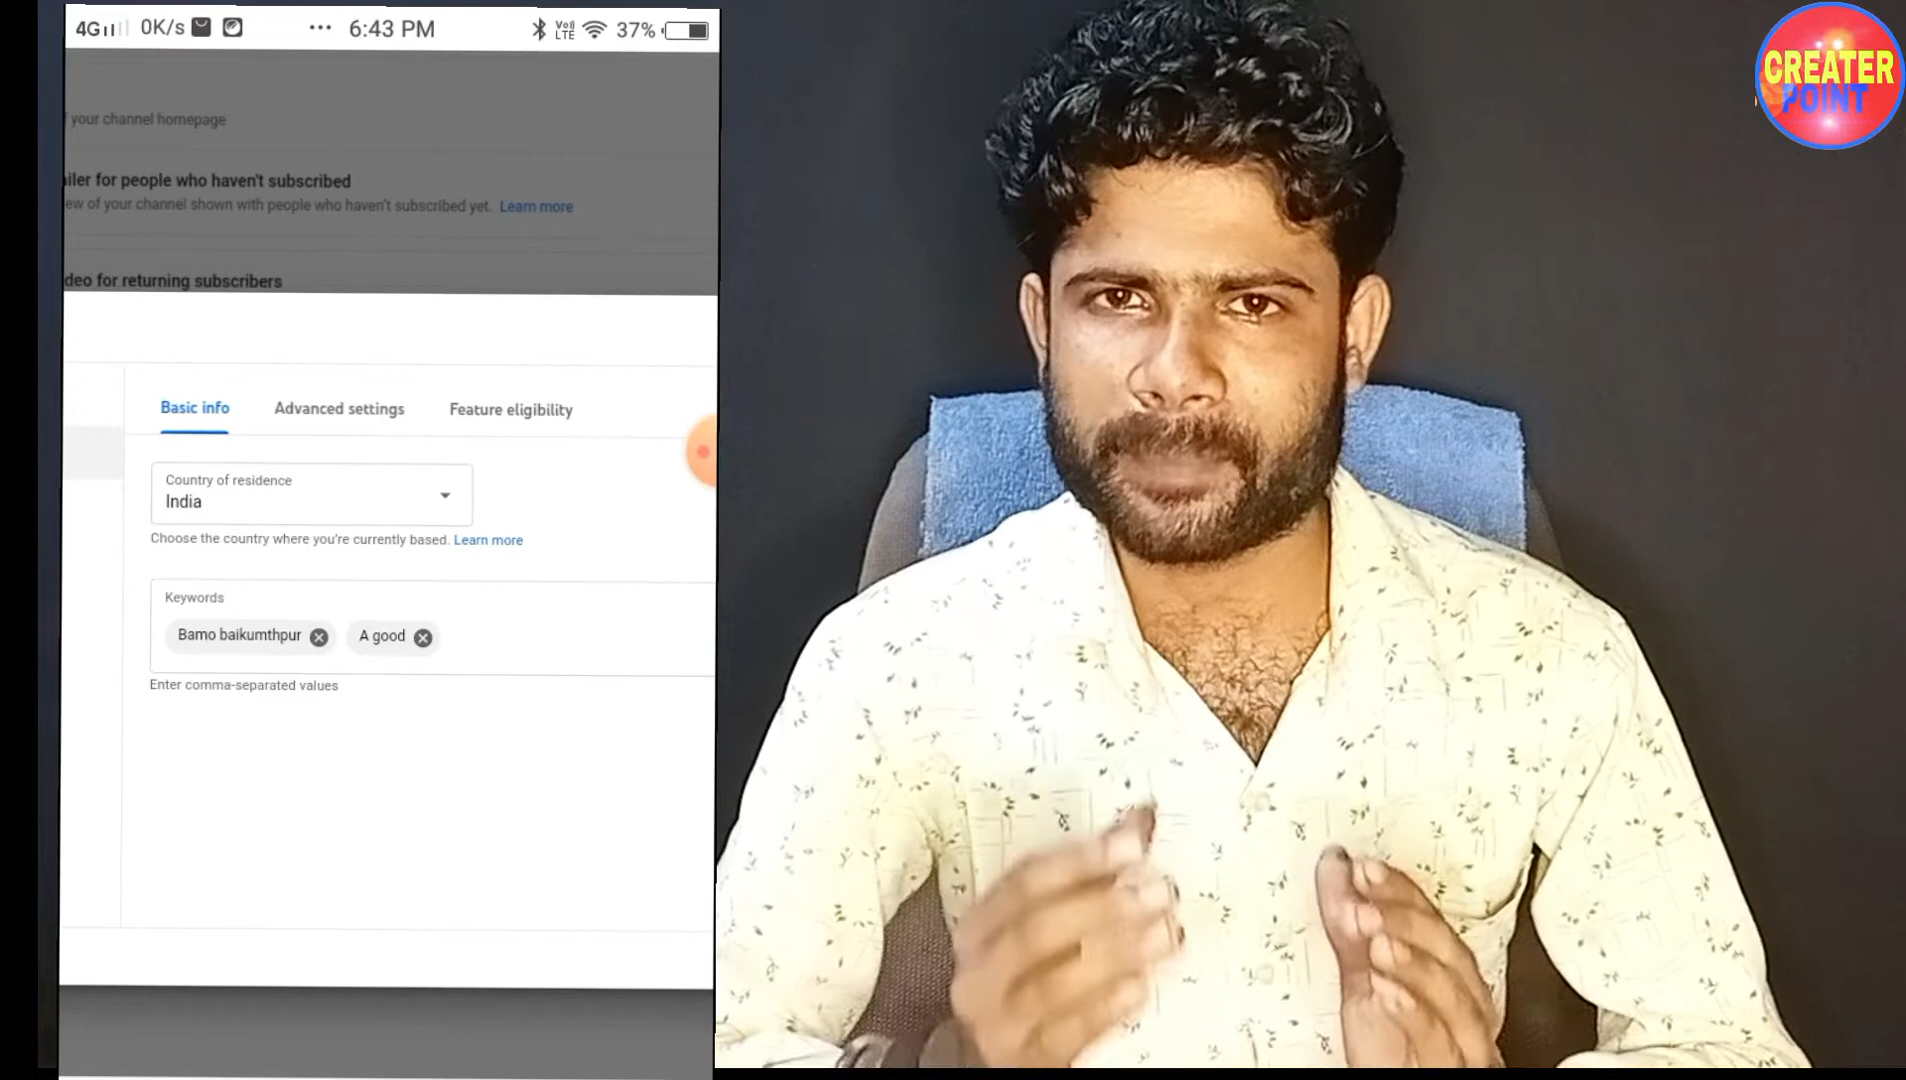 4G 0K/s ... 6:43 PM Vo) LTE 37%
your channel homepage
iler for people who haven't subscribed
ew of your channel shown with people who haven't subscribed yet. Learn more
deo for returning subscribers
Basic info Advanced settings Feature eligibility
Country of residence
India
Choose the country where you're currently based. Learn more
Keywords
Bamo baikumthpur A good
Enter comma-separated values
CREATER
POINT